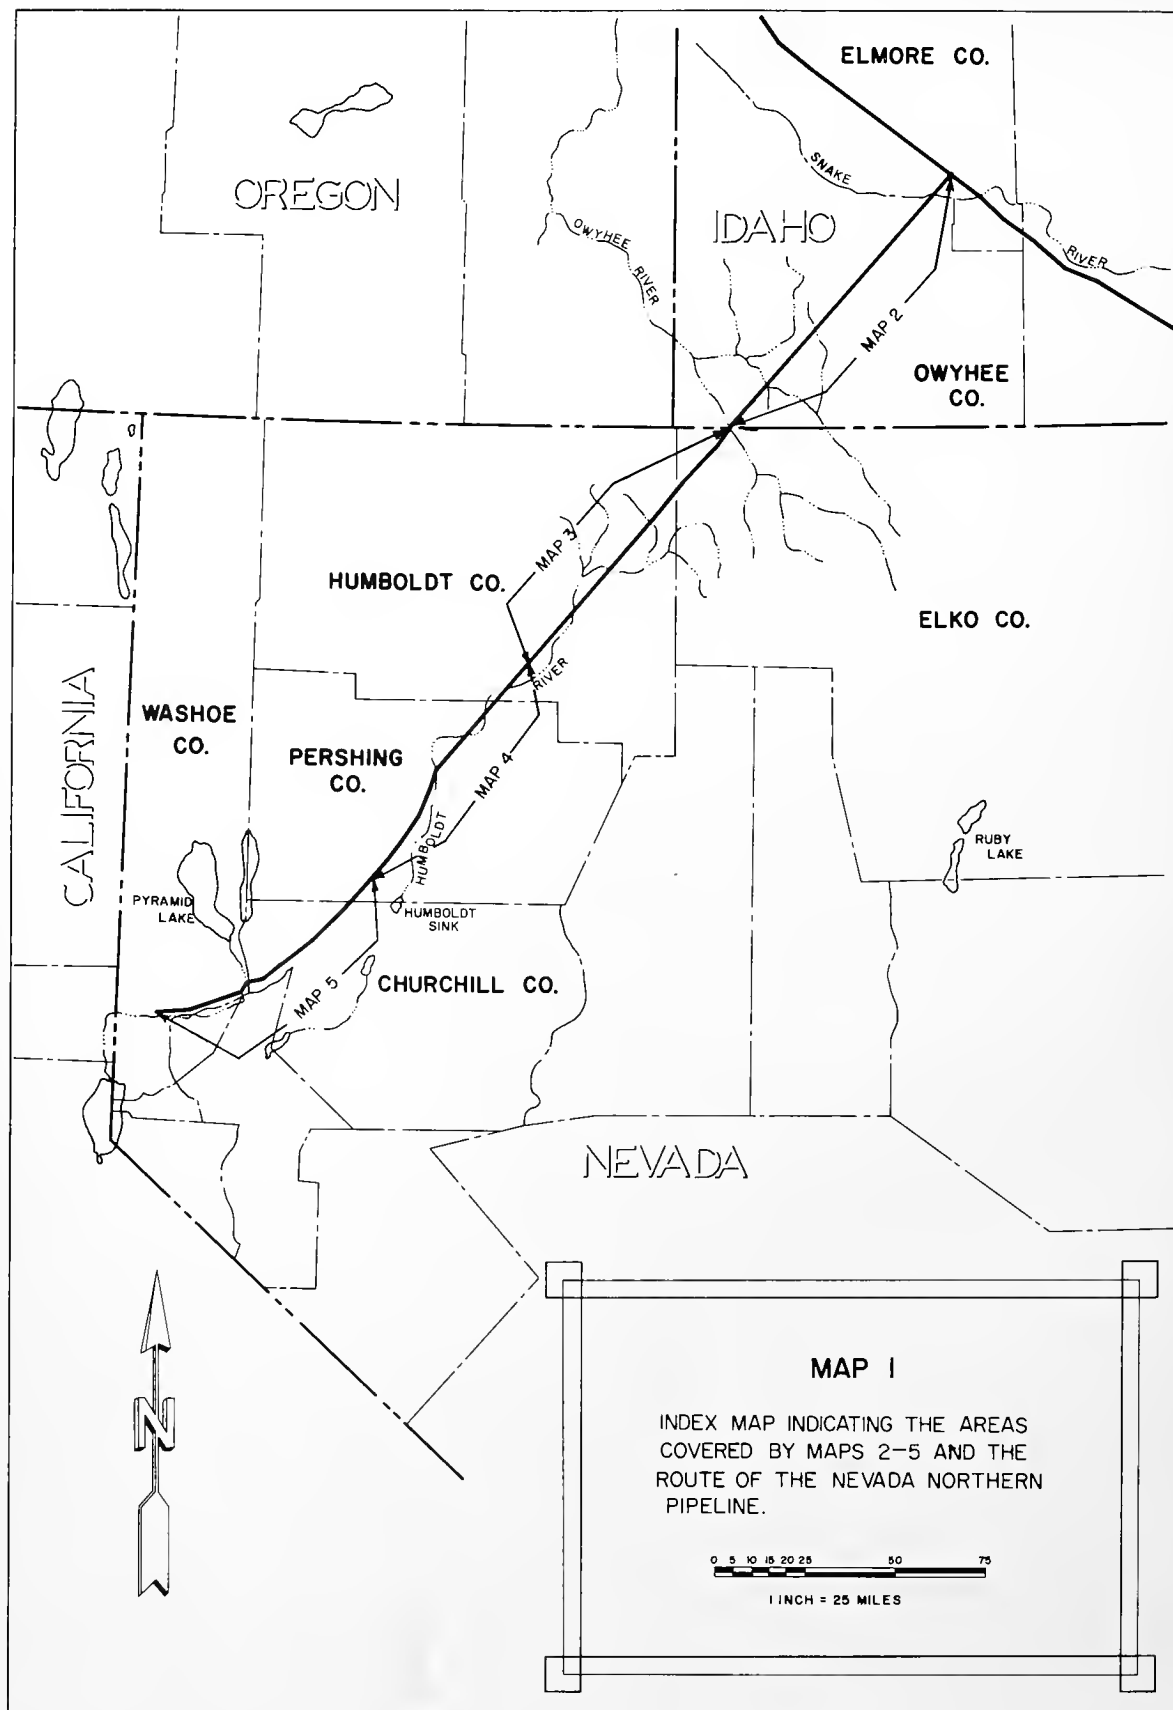 ELMORE CO.
SNAKE
RIVER
OREGON
IDAHO
OWYHEE
RIVER
MAP 2
OWYHEE
CO.
MAP 3
HUMBOLDT CO.
ELKO CO.
RIVER
CALIFORNIA
WASHOE
CO.
PERSHING
CO.
MAP 4
HUMBOLDT
RUBY
LAKE
PYRAMID
LAKE
HUMBOLDT
SINK
MAP 5
CHURCHILL CO.
NEVADA
N
MAP 1
INDEX MAP INDICATING THE AREAS
COVERED BY MAPS 2-5 AND THE
ROUTE OF THE NEVADA NORTHERN
PIPELINE.
0 5 10 15 20 25 50 75
1 INCH = 25 MILES